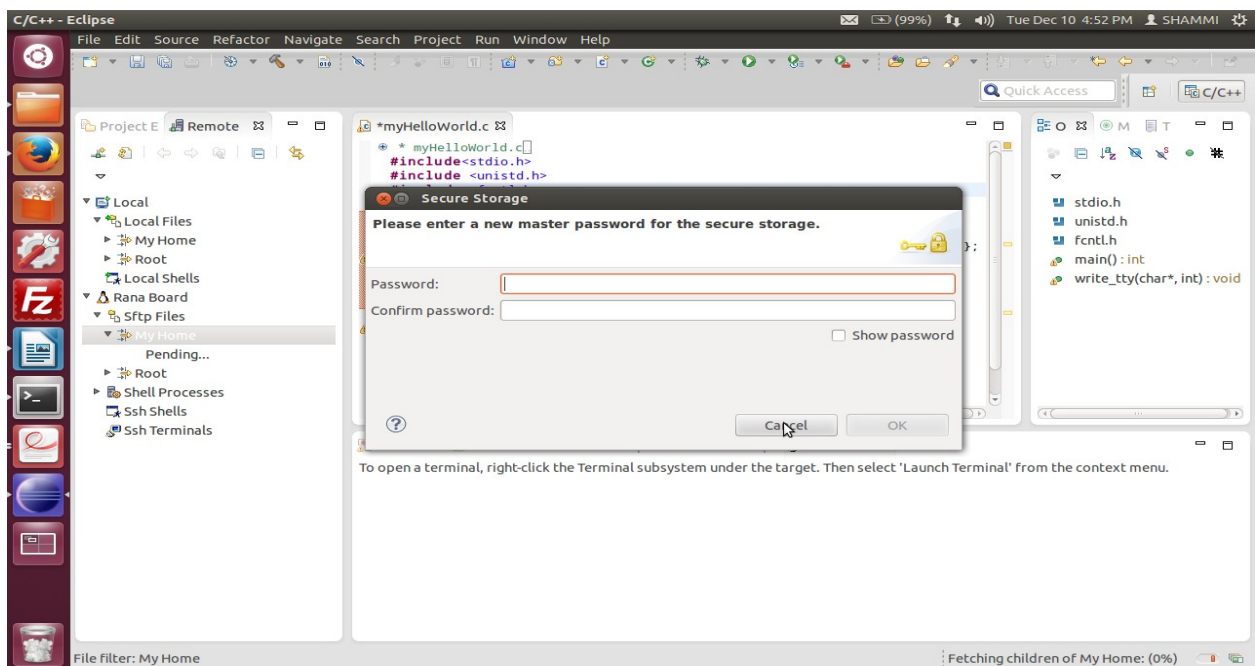 C/C++ - Eclipse
(99%) Tue Dec 10 4:52 PM SHAMMI
File Edit Source Refactor Navigate Search Project Run Window Help
Quick Access C/C++
Project E Remote
Local
Local Files
My Home
Root
Local Shells
Rana Board
Sftp Files
My Home
Pending...
Root
Shell Processes
Ssh Shells
Ssh Terminals
*myHelloWorld.c
* myHelloWorld.c
#include<stdio.h>
#include <unistd.h>
};
Secure Storage
Please enter a new master password for the secure storage.
Password:
Confirm password:
Show password
Cancel OK
O M T
stdio.h
unistd.h
fcntl.h
main() : int
write_tty(char*, int) : void
To open a terminal, right-click the Terminal subsystem under the target. Then select 'Launch Terminal' from the context menu.
File filter: My Home
Fetching children of My Home: (0%)